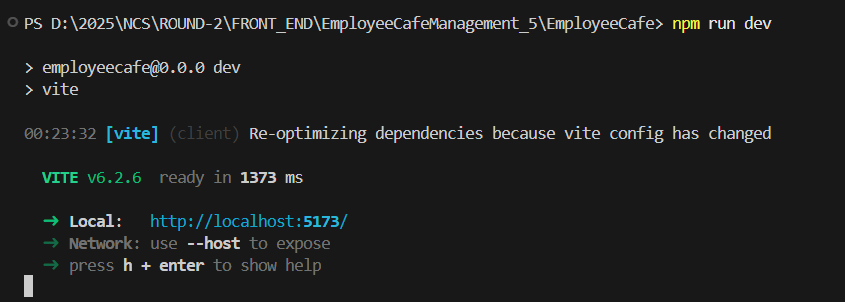 PS D:\2025\NCS\ROUND-2\FRONT_END\EmployeeCafeManagement_5\EmployeeCafe> npm run dev
> employeecafe@0.0.0 dev
> vite
00:23:32 [vite] (client) Re-optimizing dependencies because vite config has changed
VITE v6.2.6 ready in 1373 ms
➜ Local: http://localhost:5173/
➜ Network: use --host to expose
➜ press h + enter to show help